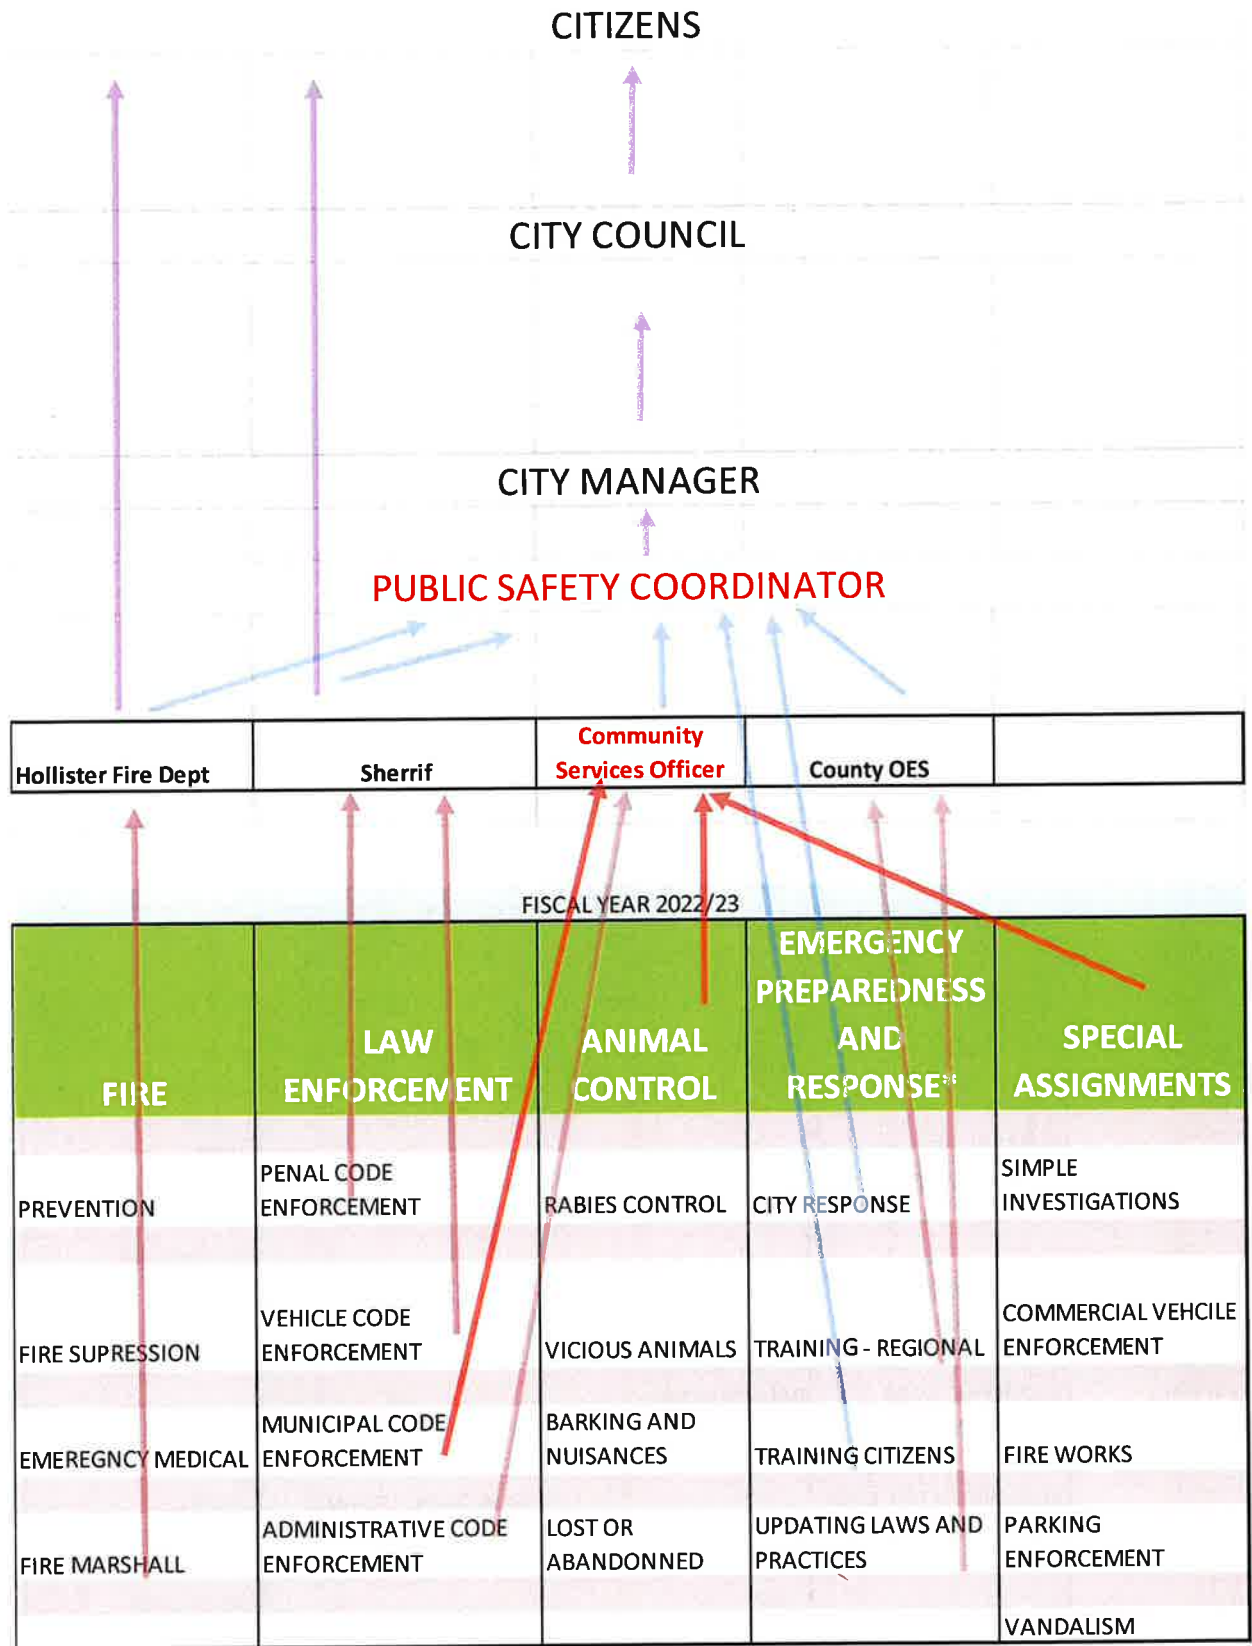 CITIZENS
CITY COUNCIL
CITY MANAGER
PUBLIC SAFETY COORDINATOR
Hollister Fire Dept
Sherrif
Community
Services Officer
County OES
FISCAL YEAR 2022/23
FIRE
LAW
ENFORCEMENT
ANIMAL
CONTROL
EMERGENCY
PREPAREDNESS
AND
RESPONSE*
SPECIAL
ASSIGNMENTS
PREVENTION
PENAL CODE
ENFORCEMENT
RABIES CONTROL
CITY RESPONSE
SIMPLE
INVESTIGATIONS
FIRE SUPRESSION
VEHICLE CODE
ENFORCEMENT
VICIOUS ANIMALS
TRAINING - REGIONAL
COMMERCIAL VEHCILE
ENFORCEMENT
EMEREGNCY MEDICAL
MUNICIPAL CODE
ENFORCEMENT
BARKING AND
NUISANCES
TRAINING CITIZENS
FIRE WORKS
FIRE MARSHALL
ADMINISTRATIVE CODE
ENFORCEMENT
LOST OR
ABANDONNED
UPDATING LAWS AND
PRACTICES
PARKING
ENFORCEMENT
VANDALISM